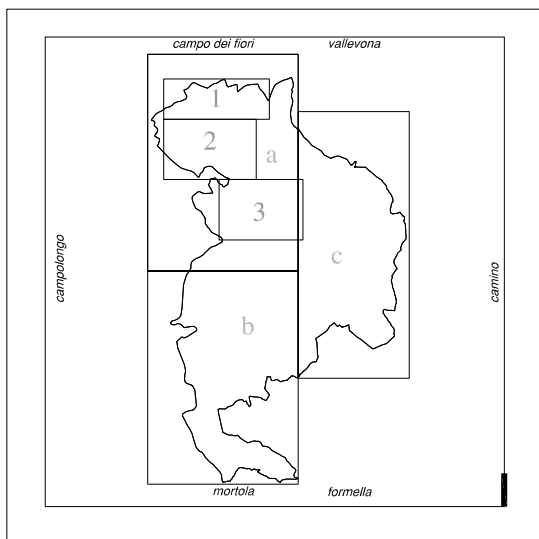 campo dei fiori
vallevona
1
2
a
3
c
campolongo
camino
b
mortola
formella